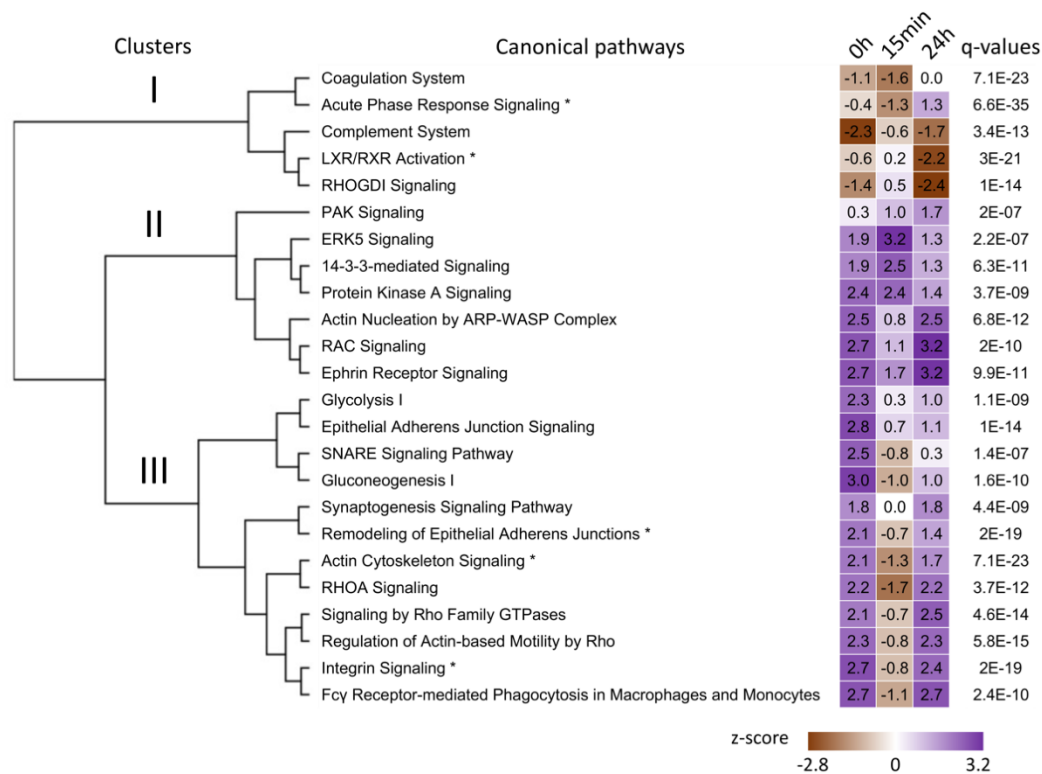 Clusters Canonical pathways 0h 15min 24h q-values
I
Coagulation System -1.1 -1.6 0.0 7.1E-23
Acute Phase Response Signaling * -0.4 -1.3 1.3 6.6E-35
Complement System -2.3 -0.6 -1.7 3.4E-13
LXR/RXR Activation * -0.6 0.2 -2.2 3E-21
RHOGDI Signaling -1.4 0.5 -2.4 1E-14
II
PAK Signaling 0.3 1.0 1.7 2E-07
ERK5 Signaling 1.9 3.2 1.3 2.2E-07
14-3-3-mediated Signaling 1.9 2.5 1.3 6.3E-11
Protein Kinase A Signaling 2.4 2.4 1.4 3.7E-09
Actin Nucleation by ARP-WASP Complex 2.5 0.8 2.5 6.8E-12
RAC Signaling 2.7 1.1 3.2 2E-10
Ephrin Receptor Signaling 2.7 1.7 3.2 9.9E-11
Glycolysis I 2.3 0.3 1.0 1.1E-09
Epithelial Adherens Junction Signaling 2.8 0.7 1.1 1E-14
SNARE Signaling Pathway 2.5 -0.8 0.3 1.4E-07
III
Gluconeogenesis I 3.0 -1.0 1.0 1.6E-10
Synaptogenesis Signaling Pathway 1.8 0.0 1.8 4.4E-09
Remodeling of Epithelial Adherens Junctions * 2.1 -0.7 1.4 2E-19
Actin Cytoskeleton Signaling * 2.1 -1.3 1.7 7.1E-23
RHOA Signaling 2.2 -1.7 2.2 3.7E-12
Signaling by Rho Family GTPases 2.1 -0.7 2.5 4.6E-14
Regulation of Actin-based Motility by Rho 2.3 -0.8 2.3 5.8E-15
Integrin Signaling * 2.7 -0.8 2.4 2E-19
Fcγ Receptor-mediated Phagocytosis in Macrophages and Monocytes 2.7 -1.1 2.7 2.4E-10
z-score
-2.8 0 3.2